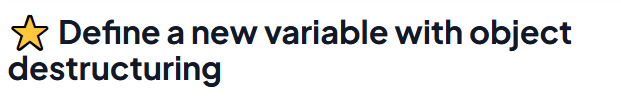 ⭐ Define a new variable with object
destructuring